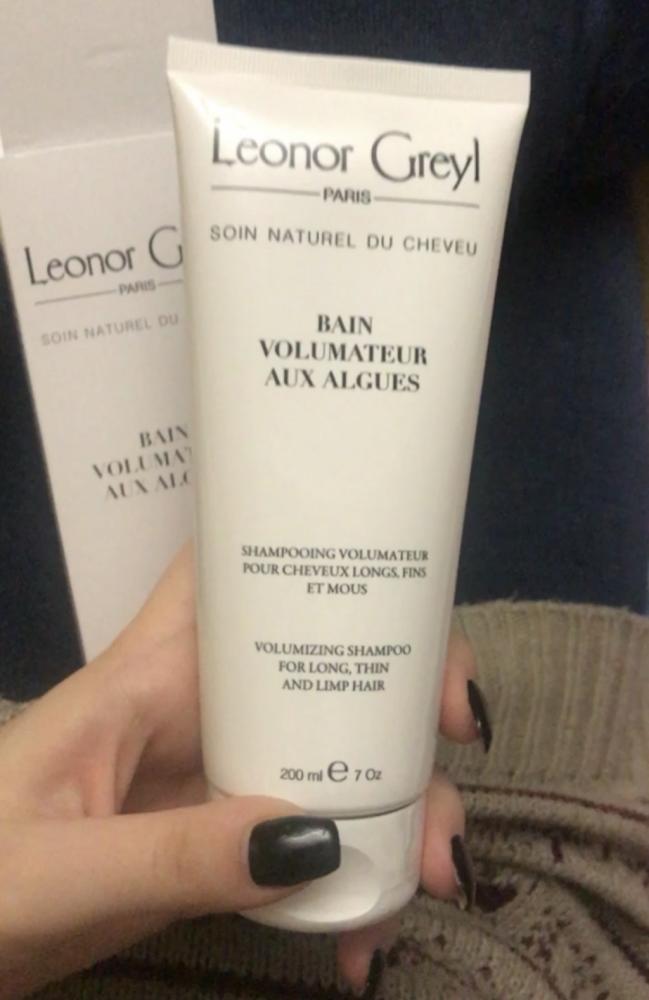 Leonor Greyl
PARIS
SOIN NATUREL DU CHEVEU
BAIN
VOLUMATEUR
AUX ALGUES
SHAMPOOING VOLUMATEUR
POUR CHEVEUX LONGS, FINS
ET MOUS
VOLUMIZING SHAMPOO
FOR LONG, THIN
AND LIMP HAIR
200 ml e 7 Oz
Leonor G
PARIS
SOIN NATUREL DU
BAIN
VOLUMAT
AUX ALG